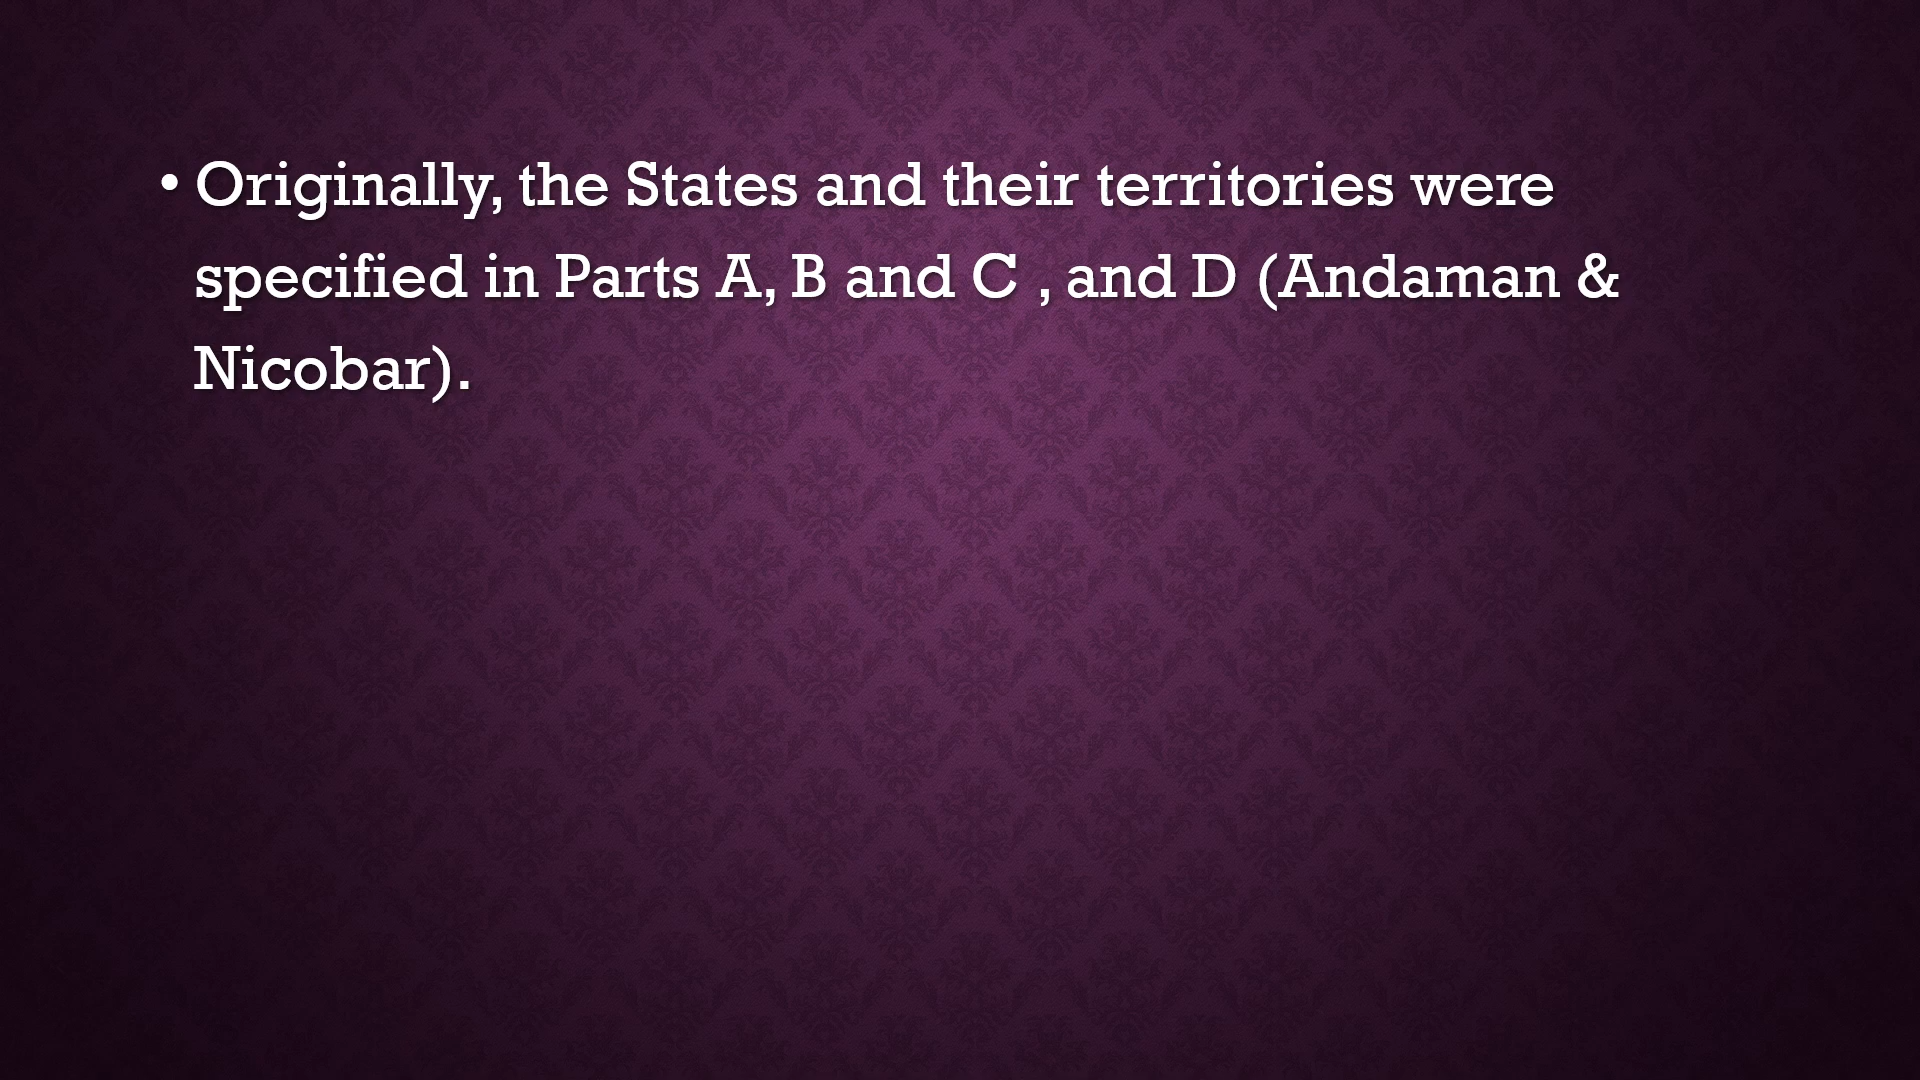 • Originally, the States and their territories were
specified in Parts A, B and C , and D (Andaman &
Nicobar).